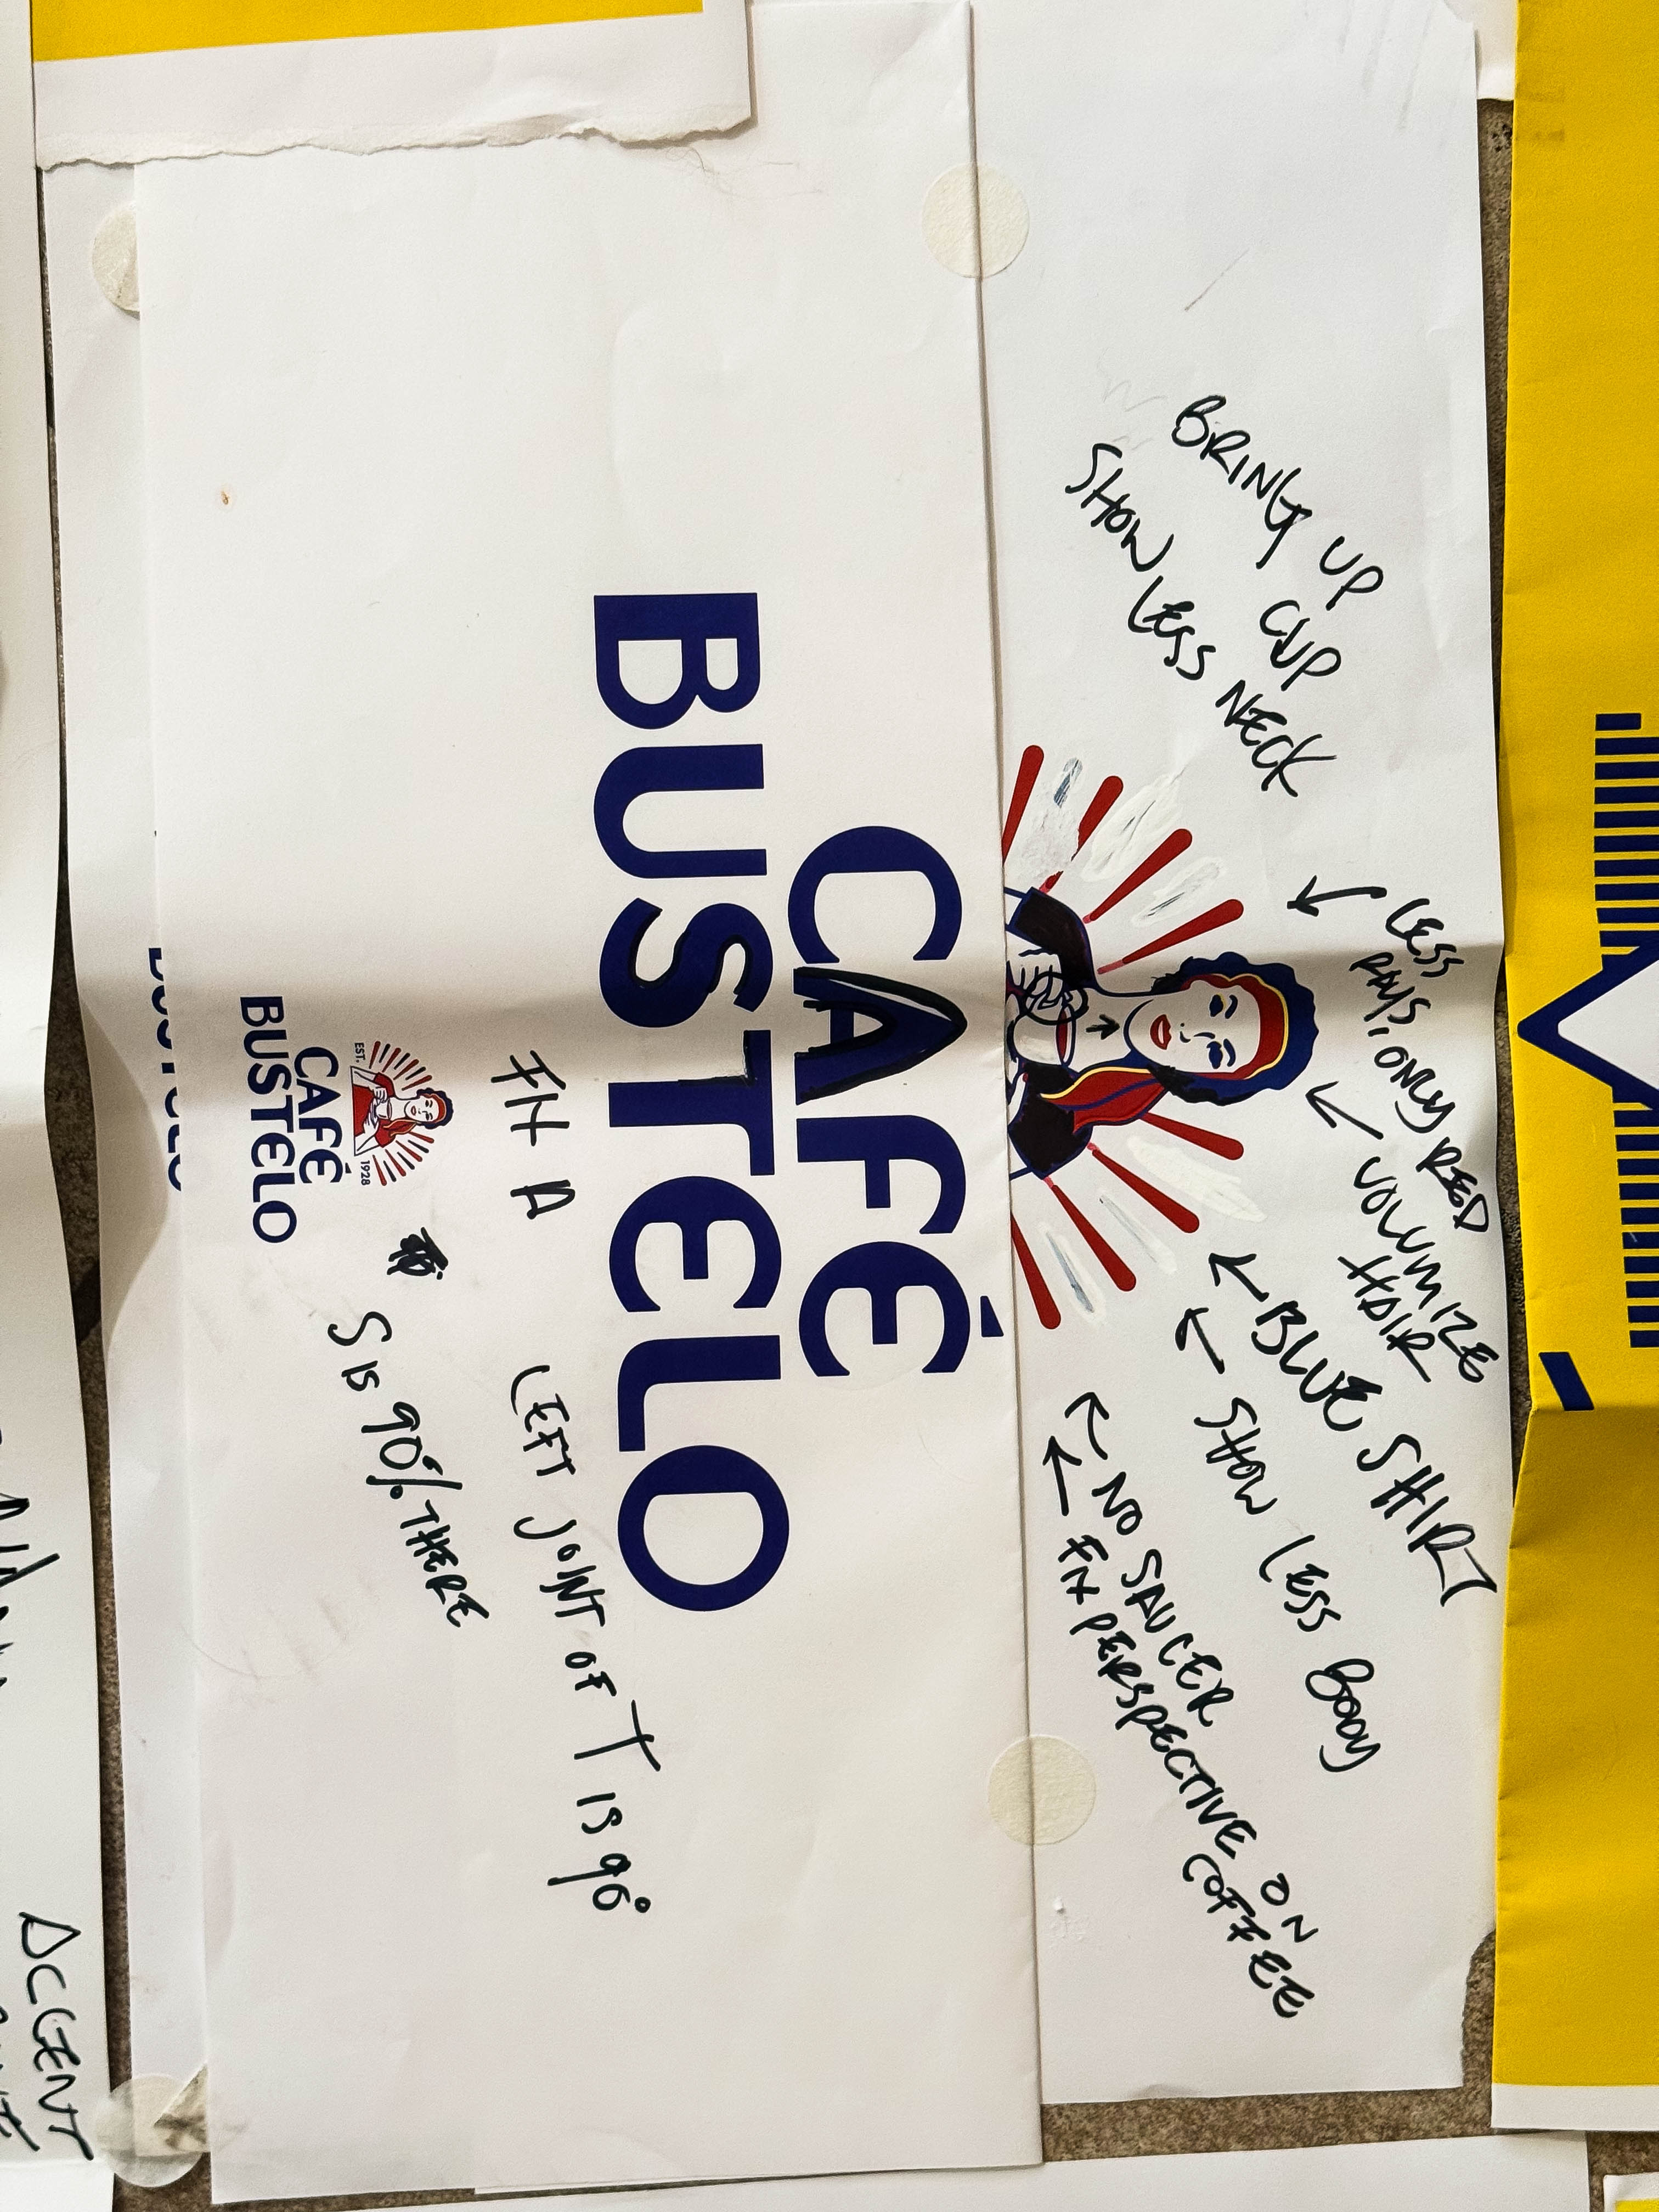 BRING UP CUP
SHOW LESS NECK
LESS
RAYS, ONLY RED
VOLUMIZE
HAIR
BLUE SHIRT
SHOW LESS BODY
NO SAUCER
FIX PERSPECTIVE ON
COFFEE
CAFÉ
BUSTELO
FIX A
LEFT JOINT OF T IS 90°
S IS 90% THERE
EST. 1928
CAFÉ
BUSTELO
BUSTELO
ACCENT